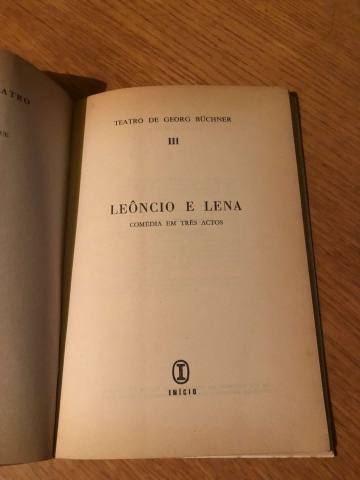 TEATRO DE GEORG BÜCHNER
III
LEÔNCIO E LENA
COMÉDIA EM TRÊS ACTOS
I
INÍCIO